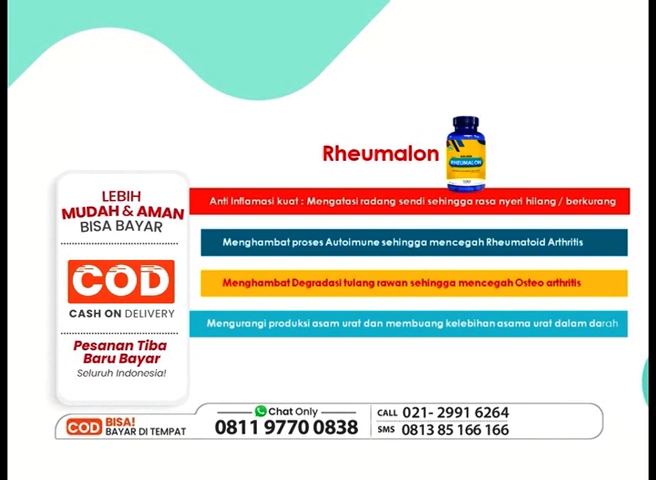 Rheumalon
RHEUMALON
Anti Inflamasi kuat : Mengatasi radang sendi sehingga rasa nyeri hilang / berkurang
Menghambat proses Autoimune sehingga mencegah Rheumatoid Arthritis
Menghambat Degradasi tulang rawan sehingga mencegah Osteo arthritis
Mengurangi produksi asam urat dan membuang kelebihan asama urat dalam darah
LEBIH
MUDAH & AMAN
BISA BAYAR
COD
CASH ON DELIVERY
Pesanan Tiba
Baru Bayar
Seluruh Indonesia!
COD BISA!
BAYAR DI TEMPAT
Chat Only
0811 9770 0838
CALL 021- 2991 6264
SMS 0813 85 166 166